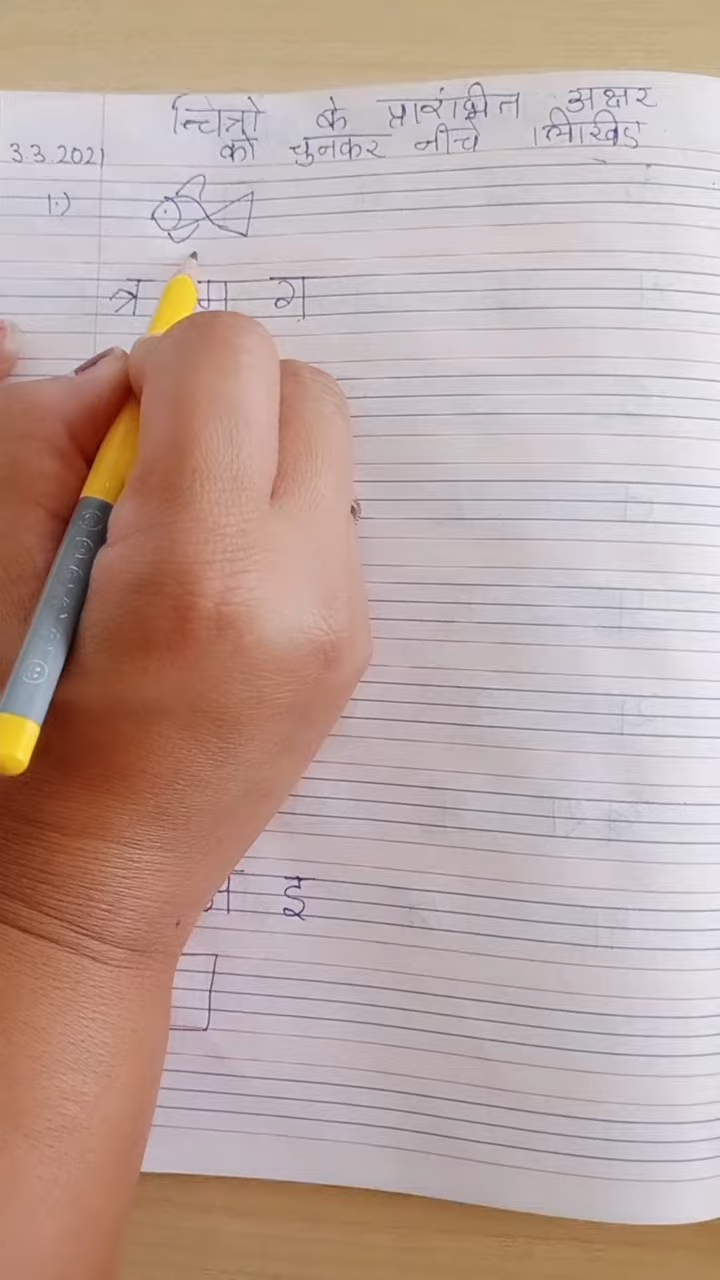 चित्रो के प्रारंभीत अक्षर
को चुनकर नीचे लिखिए
3.3.2021
1.)
त्र म ग
इ